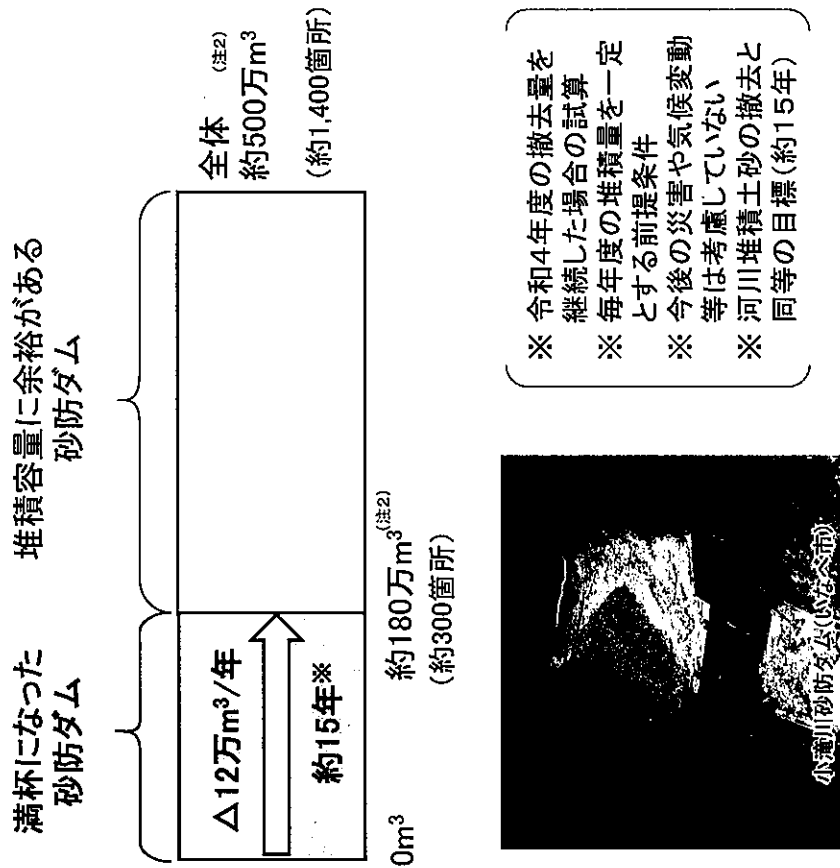 満杯になった
砂防ダム
堆積容量に余裕がある
砂防ダム
△12万m³/年
約15年※
全体(注2)
約500万m³
(約1,400箇所)
0m³
約180万m³(注2)
(約300箇所)
小滝川砂防ダム(いなべ市)
※ 令和4年度の撤去量を
継続した場合の試算
※ 毎年度の堆積量を一定
とする前提条件
※ 今後の災害や気候変動
等は考慮していない
※ 河川堆積土砂の撤去と
同等の目標(約15年)